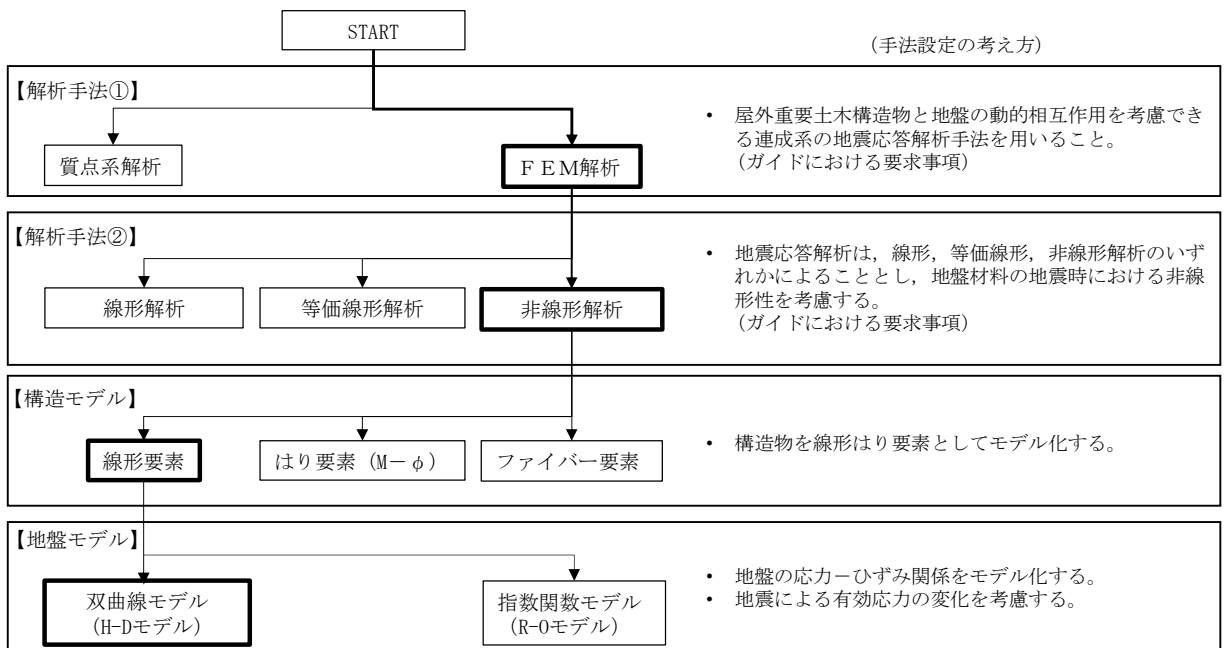 START
(手法設定の考え方)
【解析手法①】
質点系解析
ＦＥＭ解析
・ 屋外重要土木構造物と地盤の動的相互作用を考慮でき
る連成系の地震応答解析手法を用いること。
(ガイドにおける要求事項)
【解析手法②】
線形解析
等価線形解析
非線形解析
・ 地震応答解析は，線形，等価線形，非線形解析のいず
れかによることとし，地盤材料の地震時における非線
形性を考慮する。
(ガイドにおける要求事項)
【構造モデル】
線形要素
はり要素（M－φ）
ファイバー要素
・ 構造物を線形はり要素としてモデル化する。
【地盤モデル】
双曲線モデル
(H-Dモデル)
指数関数モデル
(R-Oモデル)
・ 地盤の応力－ひずみ関係をモデル化する。
・ 地震による有効応力の変化を考慮する。